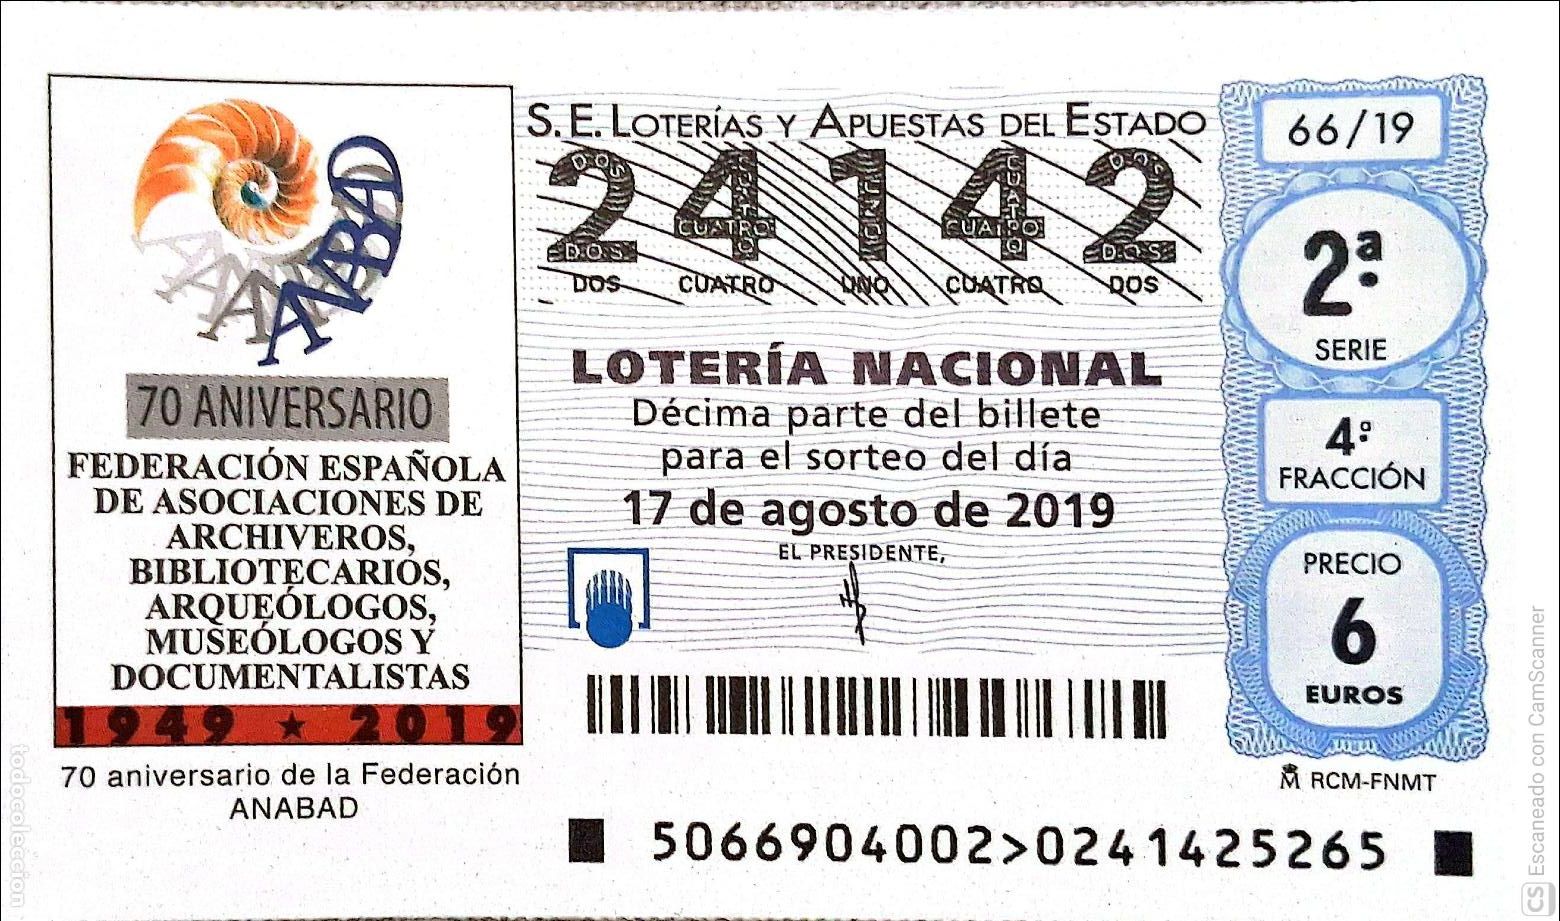 ANABAD
70 ANIVERSARIO
FEDERACIÓN ESPAÑOLA
DE ASOCIACIONES DE
ARCHIVEROS,
BIBLIOTECARIOS,
ARQUEÓLOGOS,
MUSEÓLOGOS Y
DOCUMENTALISTAS
1949 ★ 2019
70 aniversario de la Federación
ANABAD
S. E. LOTERÍAS Y APUESTAS DEL ESTADO
24142
DOS CUATRO UNO CUATRO DOS
LOTERÍA NACIONAL
Décima parte del billete
para el sorteo del día
17 de agosto de 2019
EL PRESIDENTE,
5066904002>0241425265
66/19
2ª
SERIE
4ª
FRACCIÓN
PRECIO
6
EUROS
RCM-FNMT
todocoleccion
CS Escaneado con CamScanner